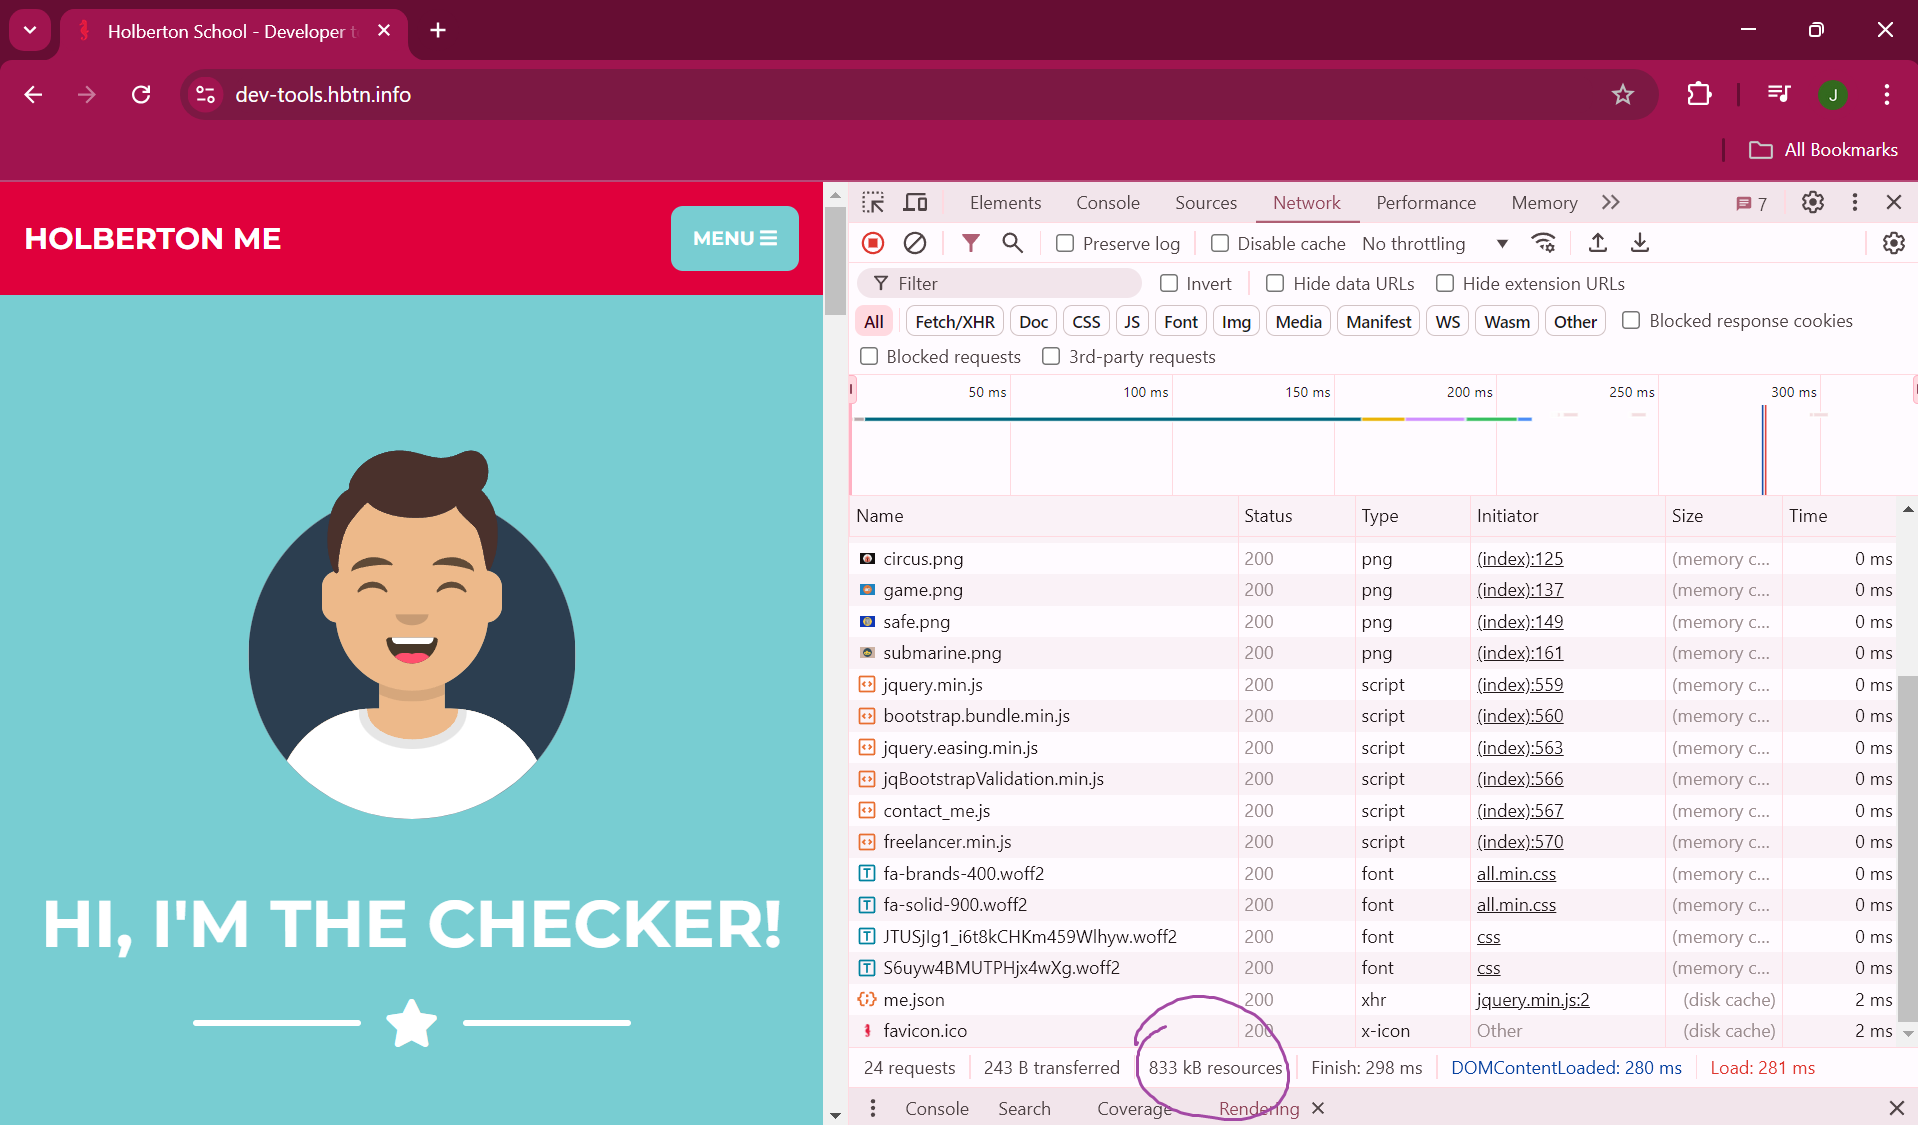 Holberton School - Developer t
dev-tools.hbtn.info
J
All Bookmarks
HOLBERTON ME
MENU
HI, I'M THE CHECKER!
Elements Console Sources Network Performance Memory 7
Preserve log Disable cache No throttling
Filter Invert Hide data URLs Hide extension URLs
All Fetch/XHR Doc CSS JS Font Img Media Manifest WS Wasm Other Blocked response cookies
Blocked requests 3rd-party requests
50 ms 100 ms 150 ms 200 ms 250 ms 300 ms
Name Status Type Initiator Size Time
circus.png 200 png (index):125 (memory c... 0 ms
game.png 200 png (index):137 (memory c... 0 ms
safe.png 200 png (index):149 (memory c... 0 ms
submarine.png 200 png (index):161 (memory c... 0 ms
jquery.min.js 200 script (index):559 (memory c... 0 ms
bootstrap.bundle.min.js 200 script (index):560 (memory c... 0 ms
jquery.easing.min.js 200 script (index):563 (memory c... 0 ms
jqBootstrapValidation.min.js 200 script (index):566 (memory c... 0 ms
contact_me.js 200 script (index):567 (memory c... 0 ms
freelancer.min.js 200 script (index):570 (memory c... 0 ms
fa-brands-400.woff2 200 font all.min.css (memory c... 0 ms
fa-solid-900.woff2 200 font all.min.css (memory c... 0 ms
JTUSjIg1_i6t8kCHKm459Wlhyw.woff2 200 font css (memory c... 0 ms
S6uyw4BMUTPHjx4wXg.woff2 200 font css (memory c... 0 ms
me.json 200 xhr jquery.min.js:2 (disk cache) 2 ms
favicon.ico 200 x-icon Other (disk cache) 2 ms
24 requests 243 B transferred 833 kB resources Finish: 298 ms DOMContentLoaded: 280 ms Load: 281 ms
Console Search Coverage Rendering